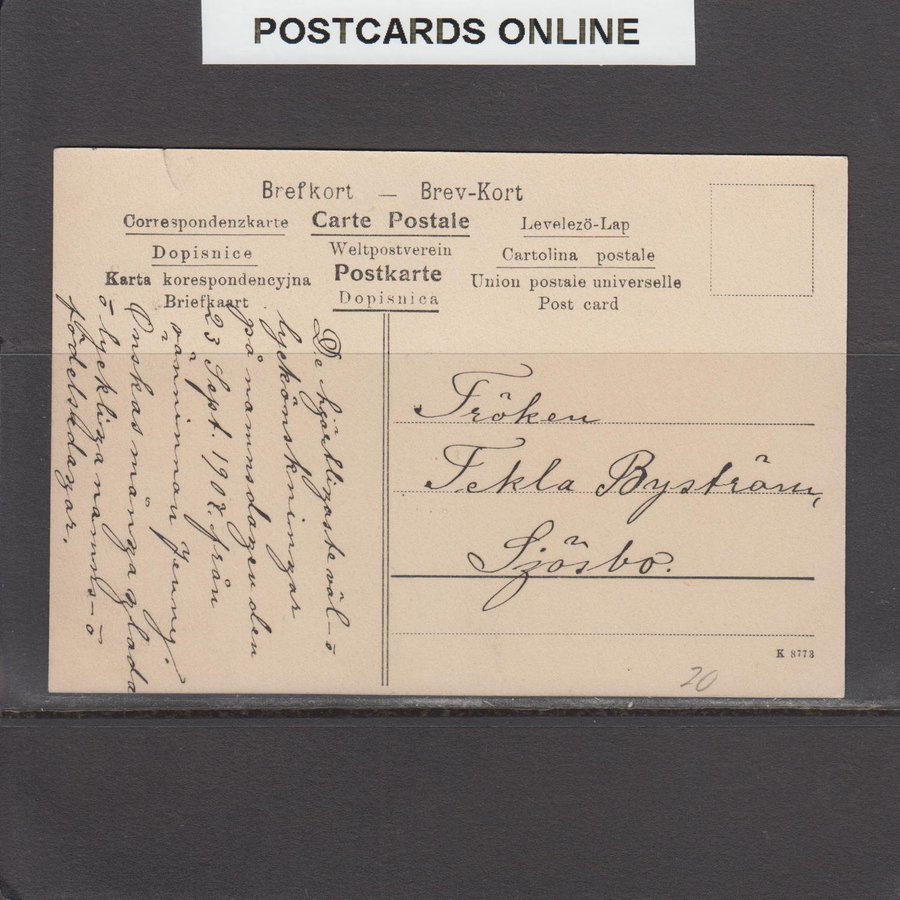 POSTCARDS ONLINE
Brefkort — Brev-Kort
Correspondenzkarte Carte Postale Levelező-Lap
Dopisnice Weltpostverein Cartolina postale
Karta korespondencyjna Postkarte Union postale universelle
Briefkaart Dopisnica Post card
De hjärtligaste väl- o
lyckönskningar
på namnsdagen den
23 Sept. 1907. från
väninnan Jenny.
Önskas många glada
o lyckliga namns- o
födelsedagar.
Fröken
Tekla Byström,
Sjösbo.
K 8773
20